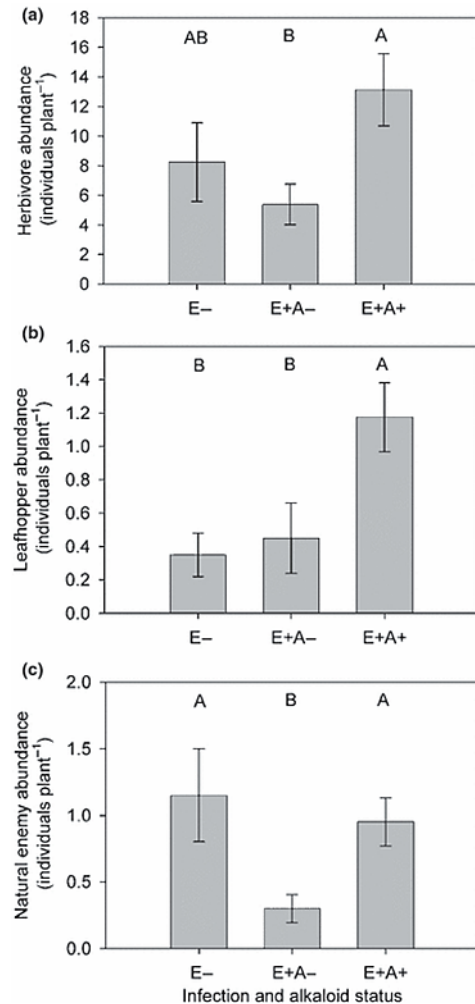 (a)
AB B A
Herbivore abundance
(individuals plant⁻¹)
18
16
14
12
10
8
6
4
2
0
E– E+A– E+A+
(b)
B B A
Leafhopper abundance
(individuals plant⁻¹)
1.6
1.4
1.2
1.0
0.8
0.6
0.4
0.2
0.0
E– E+A– E+A+
(c)
A B A
Natural enemy abundance
(individuals plant⁻¹)
2.0
1.5
1.0
0.5
0.0
E– E+A– E+A+
Infection and alkaloid status